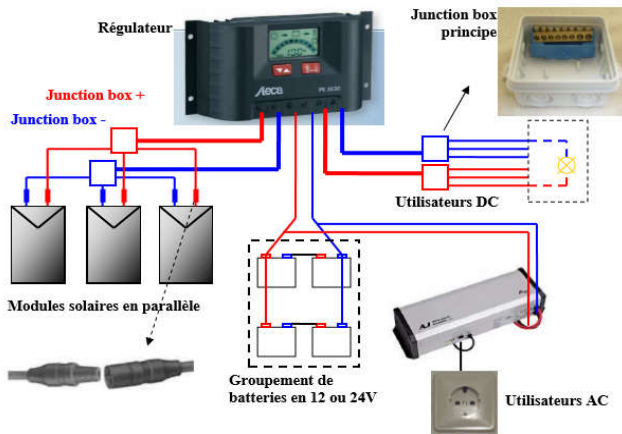 Régulateur
Junction box
principe
Steca
Junction box +
Junction box -
Utilisateurs DC
Modules solaires en parallèle
Groupement de
batteries en 12 ou 24V
Utilisateurs AC